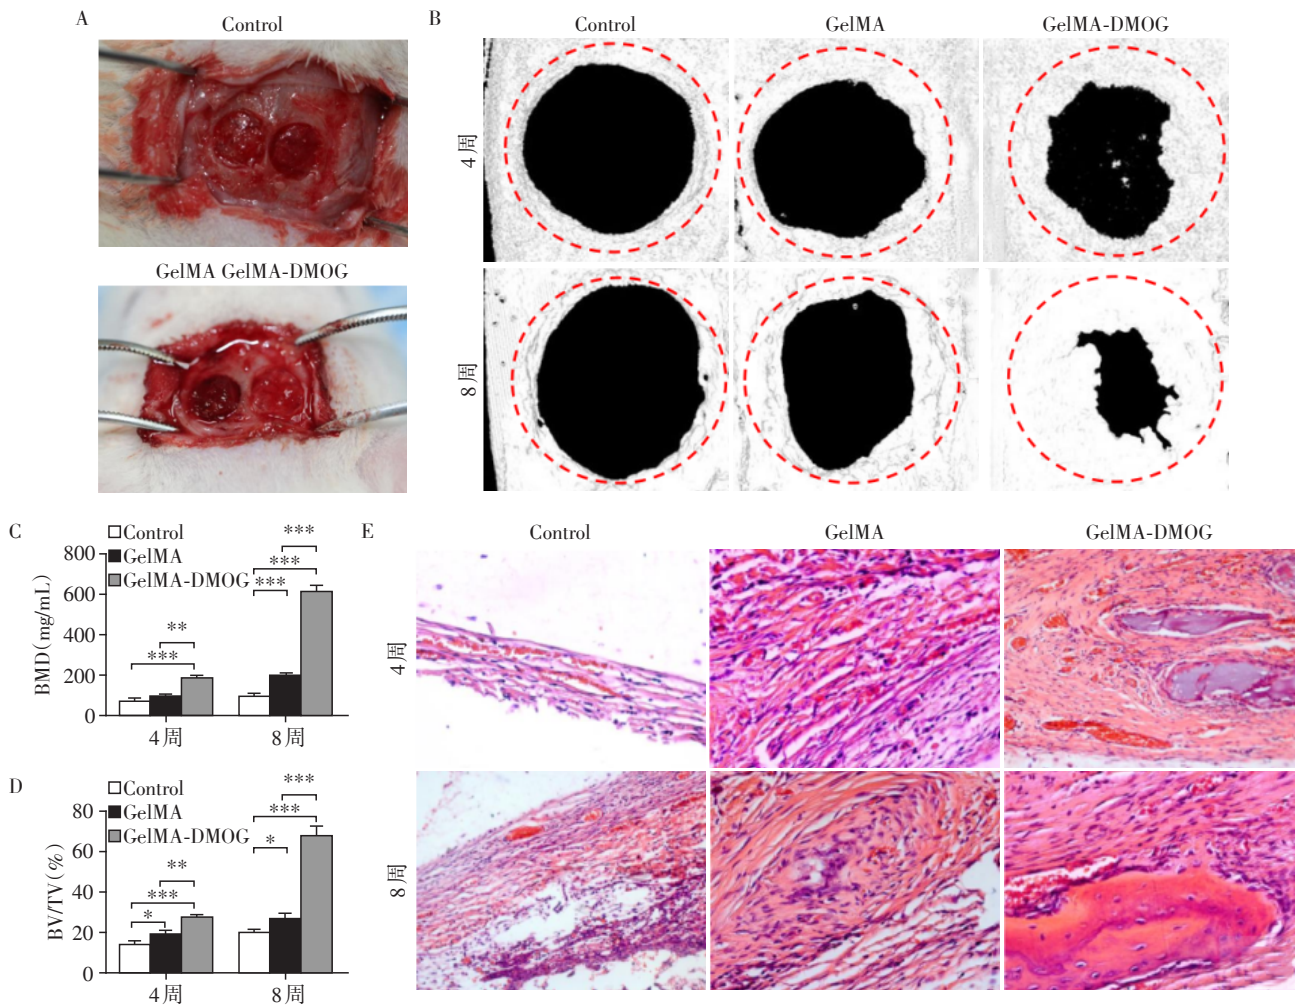 A
Control
GelMA GelMA-DMOG
B
Control GelMA GelMA-DMOG
4周
8周
C
Control
GelMA
GelMA-DMOG
BMD(mg/mL)
800
600
400
200
0
** *** *** *** ***
4周 8周
D
Control
GelMA
GelMA-DMOG
BV/TV(%)
80
60
40
20
0
* *** ** * *** ***
4周 8周
E
Control GelMA GelMA-DMOG
4周
8周